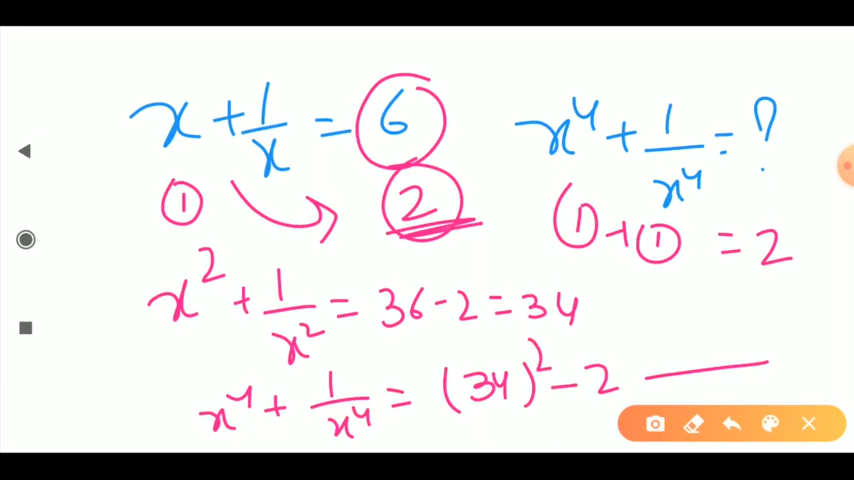 x + 1/x = 6 x⁴ + 1/x⁴ = ?
① 2 ① + ① = 2
x² + 1/x² = 36 - 2 = 34
x⁴ + 1/x⁴ = (34)² - 2